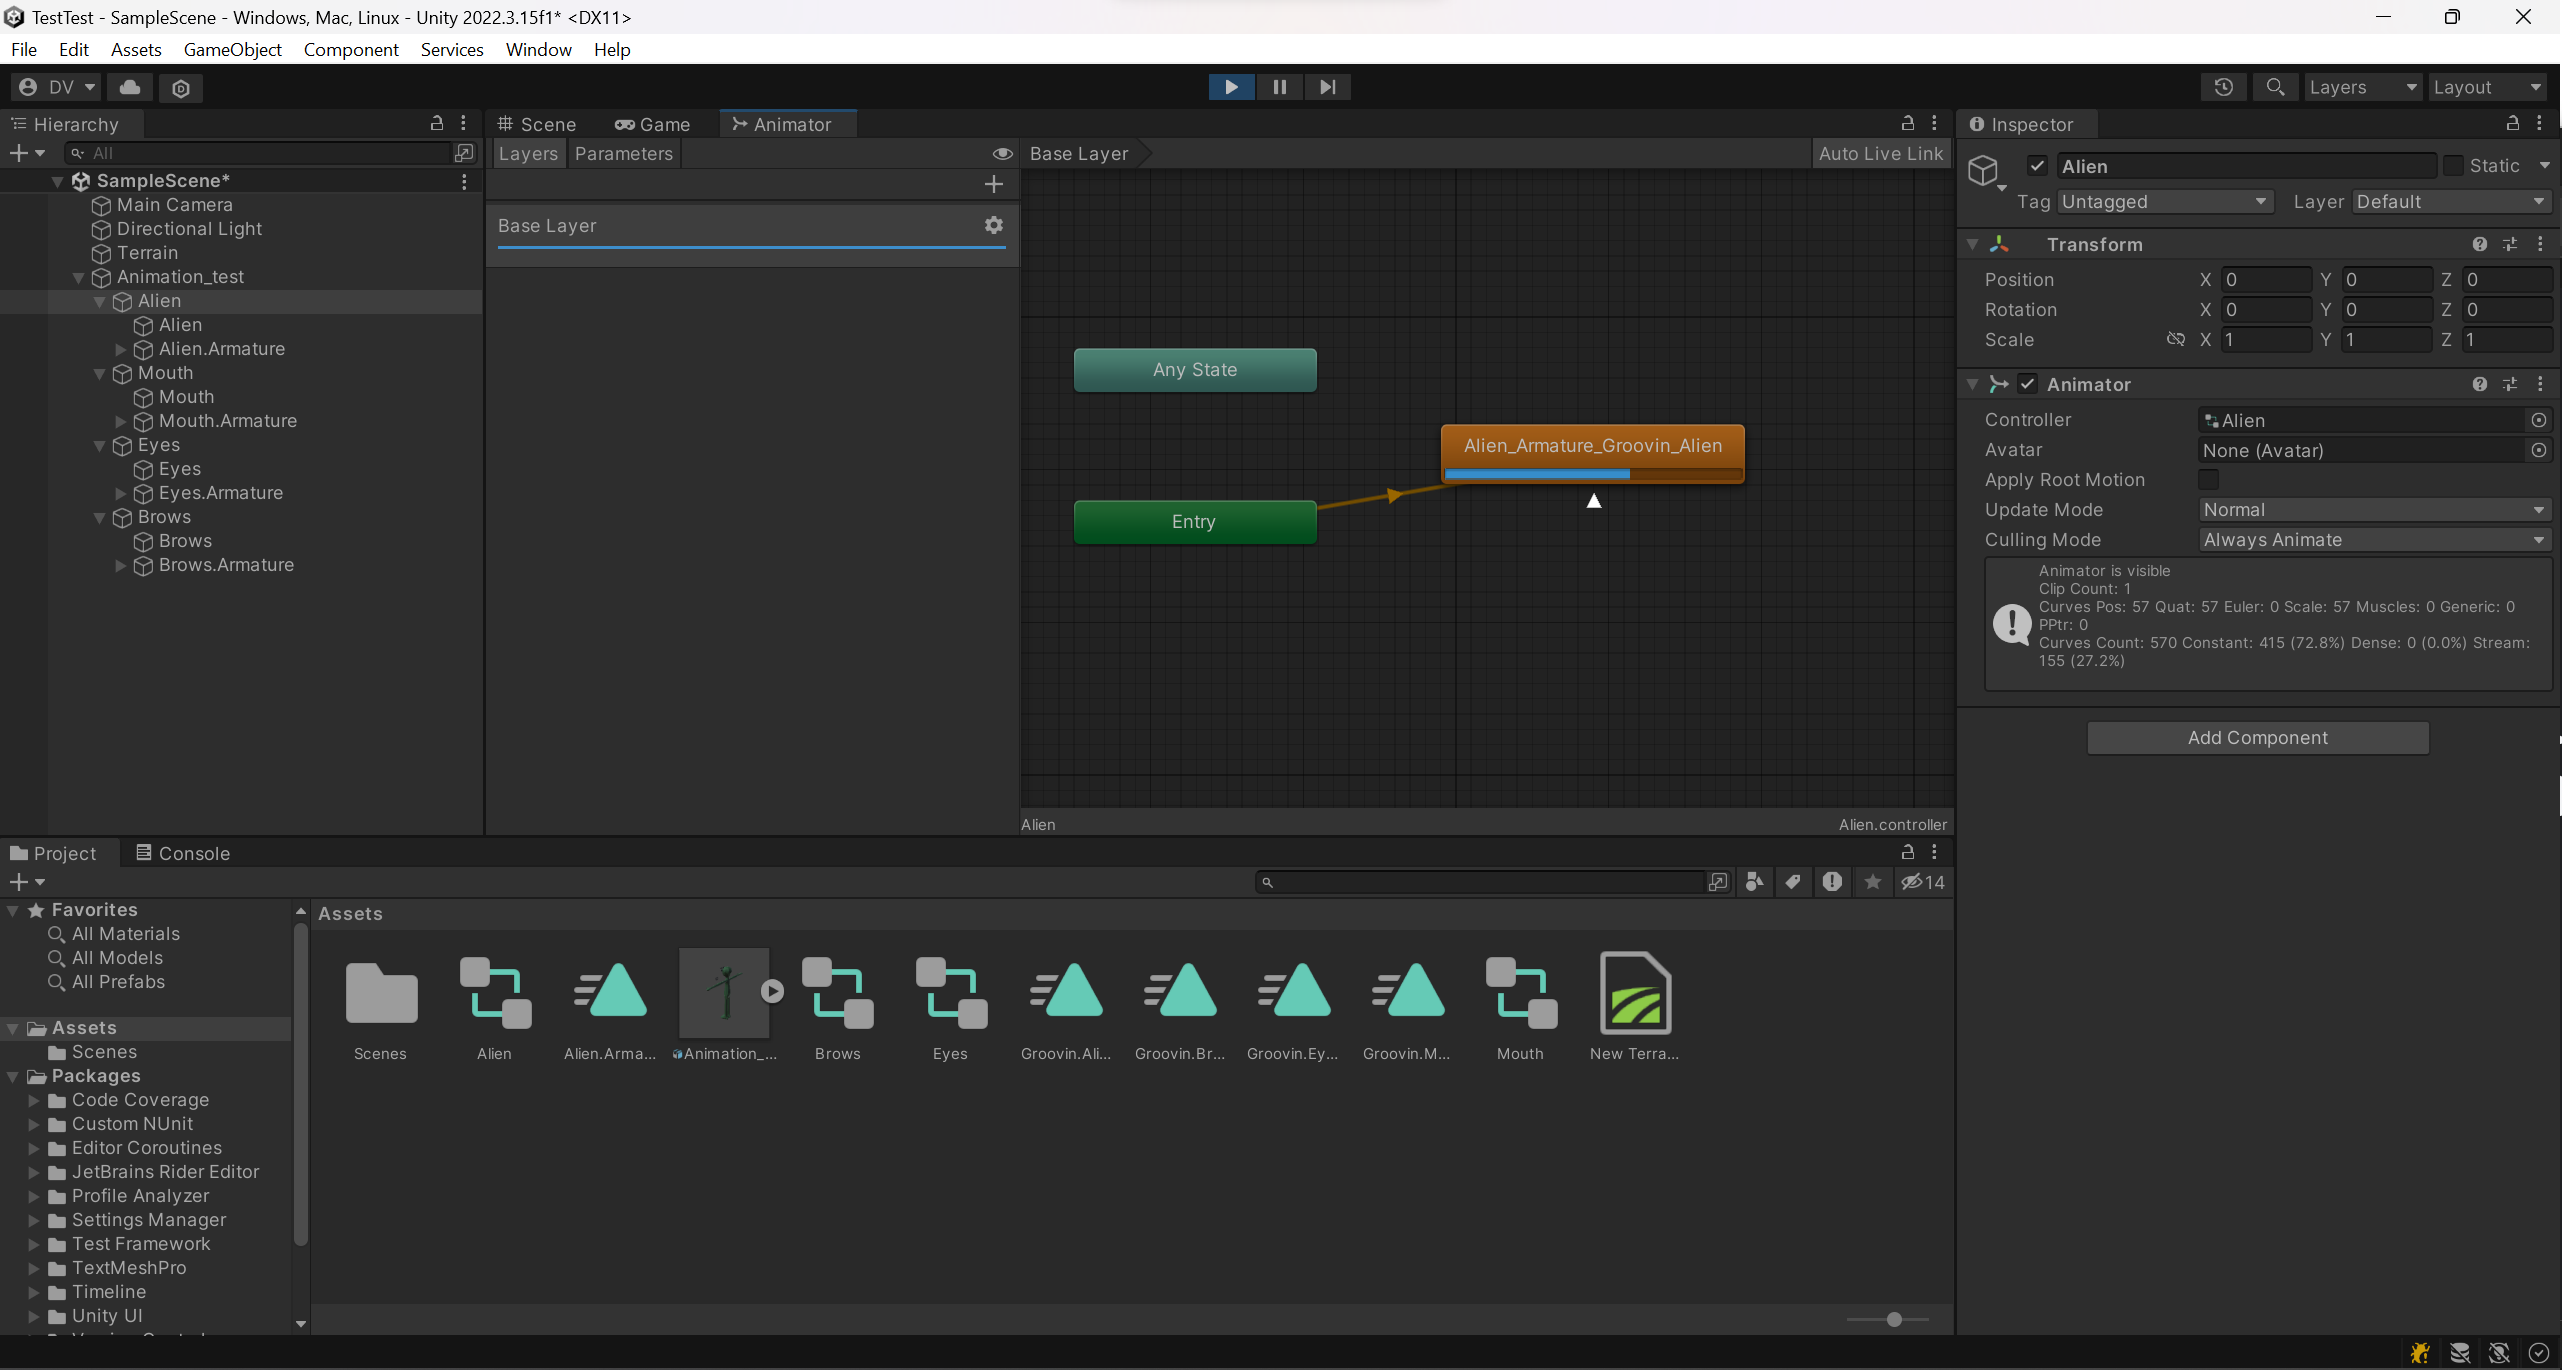 TestTest - SampleScene - Windows, Mac, Linux - Unity 2022.3.15f1* <DX11>
File Edit Assets GameObject Component Services Window Help
DV
Layers Layout
Hierarchy
All
SampleScene*
Main Camera
Directional Light
Terrain
Animation_test
Alien
Alien
Alien.Armature
Mouth
Mouth
Mouth.Armature
Eyes
Eyes
Eyes.Armature
Brows
Brows
Brows.Armature
Scene Game Animator
Layers Parameters
Base Layer Auto Live Link
Base Layer
Any State
Alien_Armature_Groovin_Alien
Entry
Alien Alien.controller
Inspector
Alien Static
Tag Untagged Layer Default
Transform
Position X 0 Y 0 Z 0
Rotation X 0 Y 0 Z 0
Scale X 1 Y 1 Z 1
Animator
Controller Alien
Avatar None (Avatar)
Apply Root Motion
Update Mode Normal
Culling Mode Always Animate
Animator is visible
Clip Count: 1
Curves Pos: 57 Quat: 57 Euler: 0 Scale: 57 Muscles: 0 Generic: 0
PPtr: 0
Curves Count: 570 Constant: 415 (72.8%) Dense: 0 (0.0%) Stream:
155 (27.2%)
Add Component
Project Console
14
Favorites
All Materials
All Models
All Prefabs
Assets
Scenes
Packages
Code Coverage
Custom NUnit
Editor Coroutines
JetBrains Rider Editor
Profile Analyzer
Settings Manager
Test Framework
TextMeshPro
Timeline
Unity UI
Assets
Scenes Alien Alien.Arma... Animation_... Brows Eyes Groovin.Ali... Groovin.Br... Groovin.Ey... Groovin.M... Mouth New Terra...